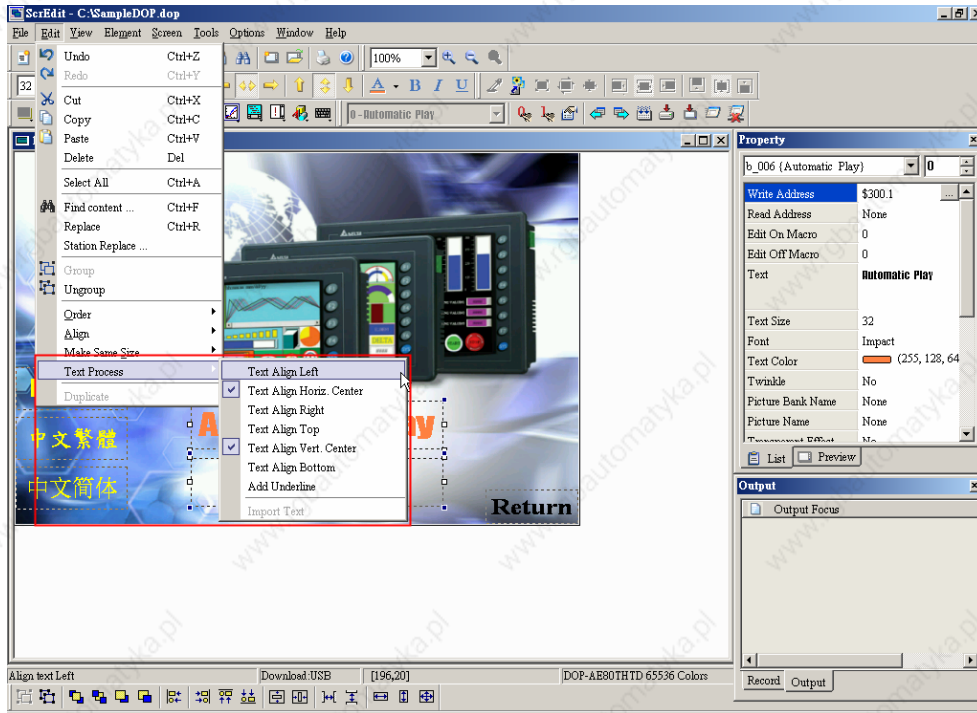 ScrEdit - C:\SampleDOP.dop
File Edit View Element Screen Tools Options Window Help
100%
32
B I U
0 - Automatic Play
Undo Ctrl+Z
Redo Ctrl+Y
Cut Ctrl+X
Copy Ctrl+C
Paste Ctrl+V
Delete Del
Select All Ctrl+A
Find content ... Ctrl+F
Replace Ctrl+R
Station Replace ...
Group
Ungroup
Order
Align
Make Same Size
Text Process
Duplicate
Text Align Left
Text Align Horiz. Center
Text Align Right
Text Align Top
Text Align Vert. Center
Text Align Bottom
Add Underline
Import Text
中文繁體
中文简体
Return
Property
b_006 {Automatic Play} 0
Write Address $300.1 ...
Read Address None
Edit On Macro 0
Edit Off Macro 0
Text Automatic Play
Text Size 32
Font Impact
Text Color (255, 128, 64
Twinkle No
Picture Bank Name None
Picture Name None
Transparent Effect No
List Preview
Output
Output Focus
Record Output
Align text Left Download:USB [196,20] DOP-AE80THTD 65536 Colors
www.rgbautomatyka.pl